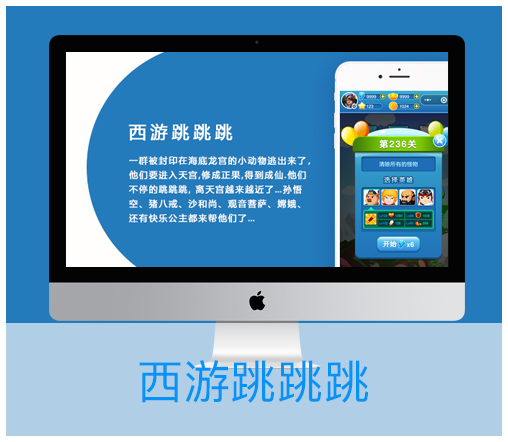 西游跳跳跳
一群被封印在海底龙宫的小动物逃出来了,
他们要进入天宫,修成正果,得到成仙.他们
不停的跳跳跳, 离天宫越来越近了...孙悟
空、猪八戒、沙和尚、观音菩萨、嫦娥、
还有快乐公主都来帮他们了...
9999
9999
123
1024
第236关
清除所有的怪物
选择英雄
开始 x6
西游跳跳跳